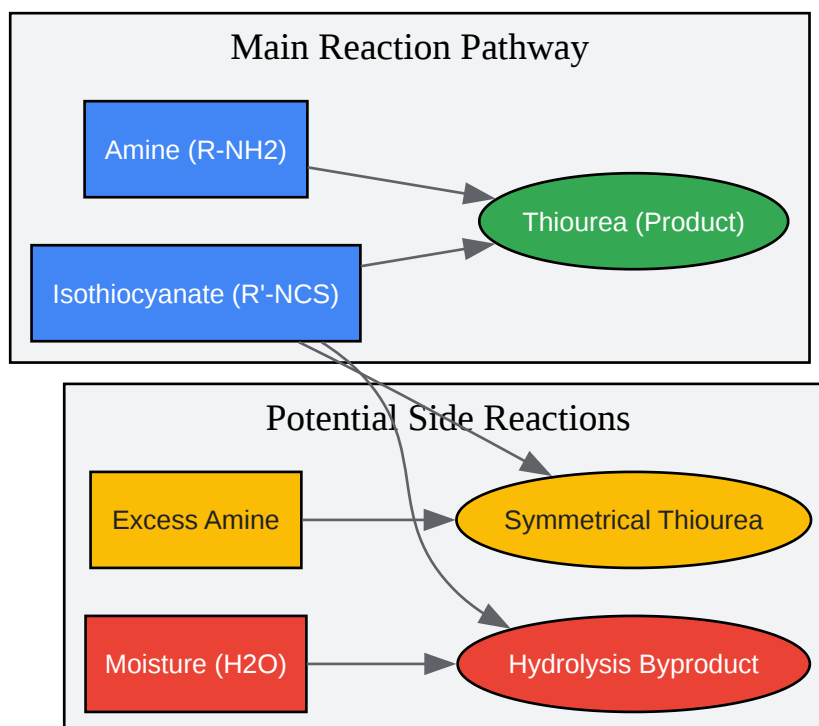 Main Reaction Pathway
Amine (R-NH2)
Thiourea (Product)
Isothiocyanate (R'-NCS)
Potential Side Reactions
Excess Amine
Symmetrical Thiourea
Moisture (H2O)
Hydrolysis Byproduct